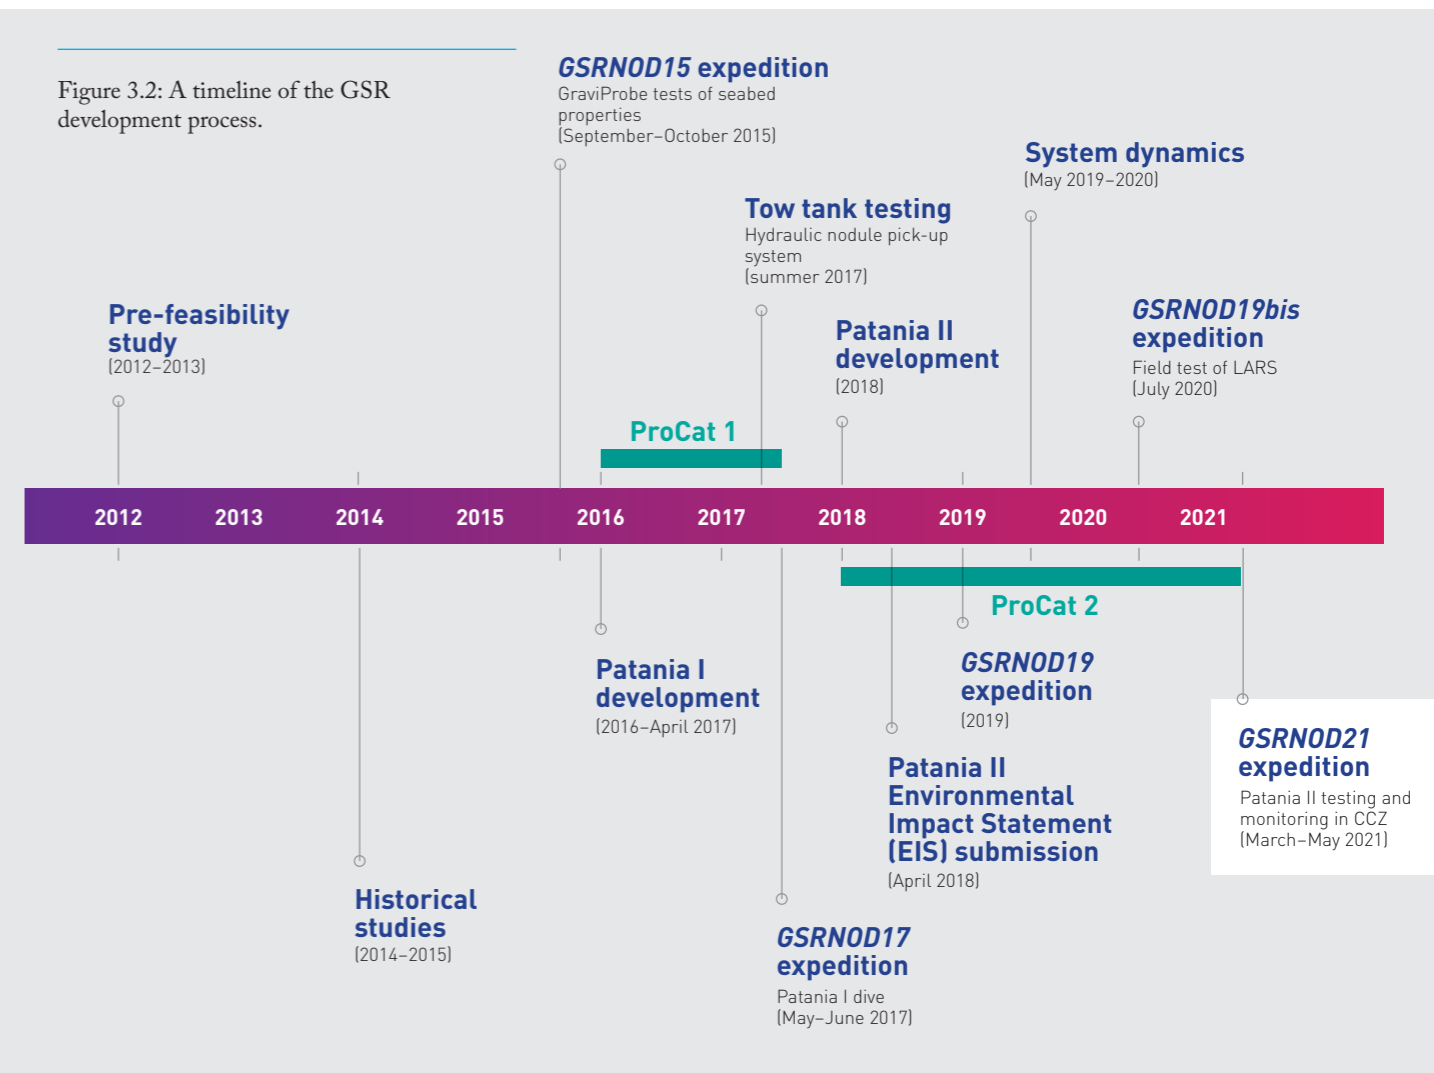 Figure 3.2: A timeline of the GSR
development process.
GSRNOD15 expedition
GraviProbe tests of seabed
properties
(September–October 2015)
System dynamics
(May 2019–2020)
Tow tank testing
Hydraulic nodule pick-up
system
(summer 2017)
Pre-feasibility
study
(2012–2013)
Patania II
development
(2018)
GSRNOD19bis
expedition
Field test of LARS
(July 2020)
ProCat 1
2012 2013 2014 2015 2016 2017 2018 2019 2020 2021
ProCat 2
Patania I
development
(2016–April 2017)
GSRNOD19
expedition
(2019)
GSRNOD21
expedition
Patania II testing and
monitoring in CCZ
(March–May 2021)
Patania II
Environmental
Impact Statement
(EIS) submission
(April 2018)
Historical
studies
(2014–2015)
GSRNOD17
expedition
Patania I dive
(May–June 2017)